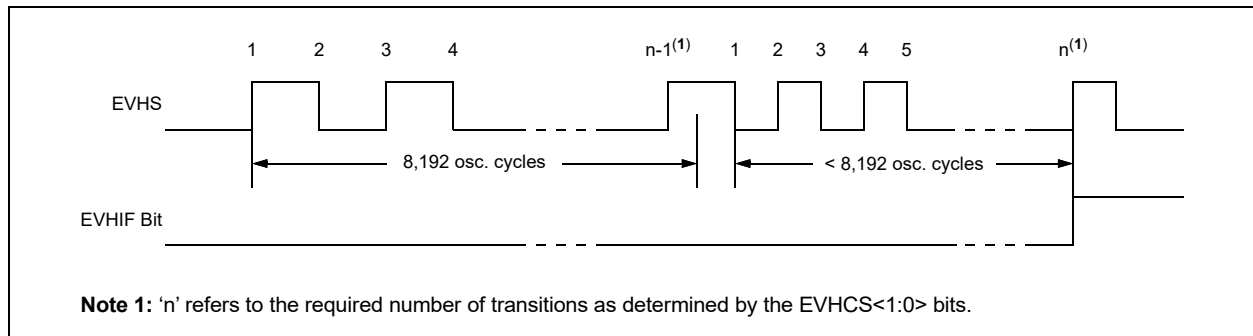 1 2 3 4 n-1(1) 1 2 3 4 5 n(1)
EVHS
8,192 osc. cycles < 8,192 osc. cycles
EVHIF Bit
Note 1: ‘n’ refers to the required number of transitions as determined by the EVHCS<1:0> bits.